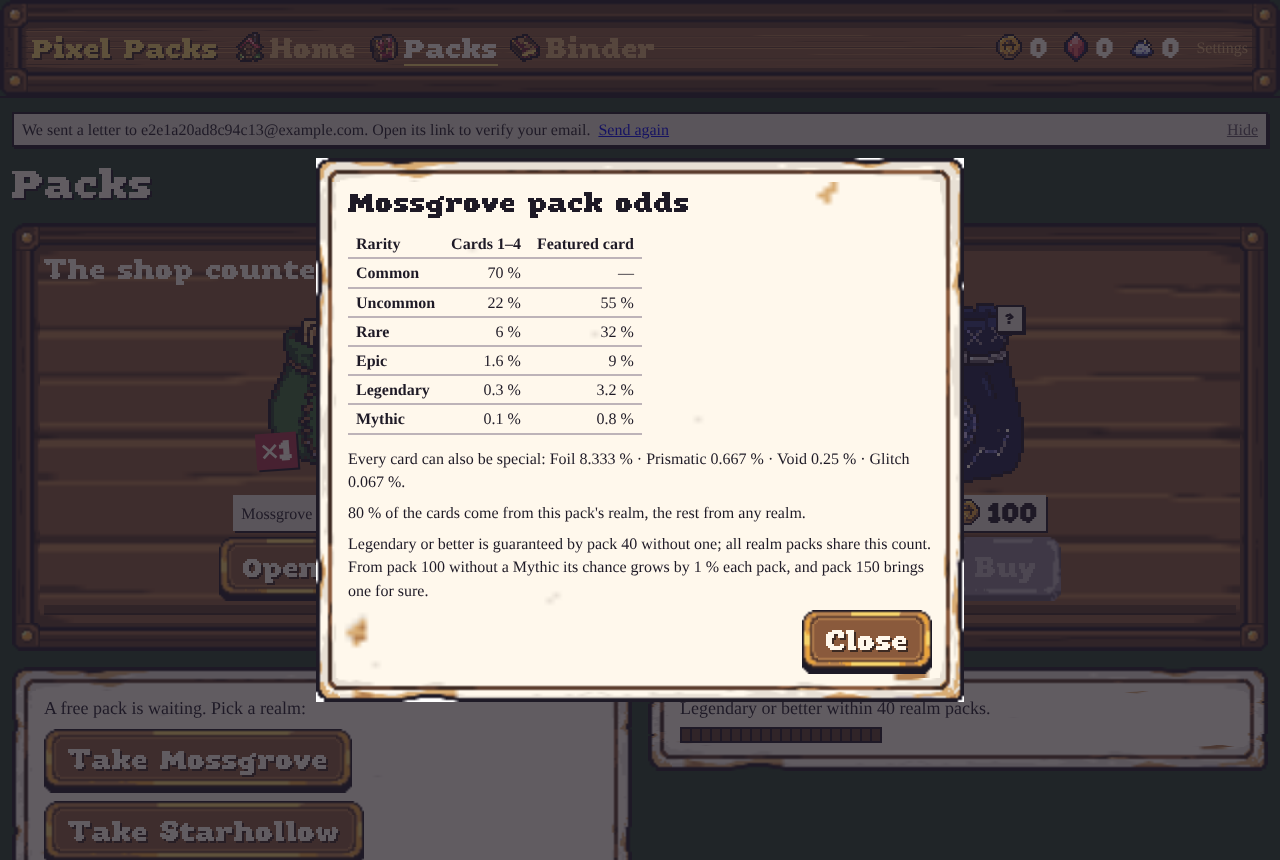 Pixel Packs Home Packs Binder 0 0 0 Settings
We sent a letter to e2e1a20ad8c94c13@example.com. Open its link to verify your email. Send again Hide
Packs
The shop counte
Mossgrove pack odds
Rarity Cards 1–4 Featured card
Common 70 % —
Uncommon 22 % 55 %
Rare 6 % 32 %
Epic 1.6 % 9 %
Legendary 0.3 % 3.2 %
Mythic 0.1 % 0.8 %
Every card can also be special: Foil 8.333 % · Prismatic 0.667 % · Void 0.25 % · Glitch
0.067 %.
80 % of the cards come from this pack's realm, the rest from any realm.
Legendary or better is guaranteed by pack 40 without one; all realm packs share this count.
From pack 100 without a Mythic its chance grows by 1 % each pack, and pack 150 brings
one for sure.
Close
?
×1
Mossgrove
100
Open
Buy
A free pack is waiting. Pick a realm:
Take Mossgrove
Take Starhollow
Legendary or better within 40 realm packs.